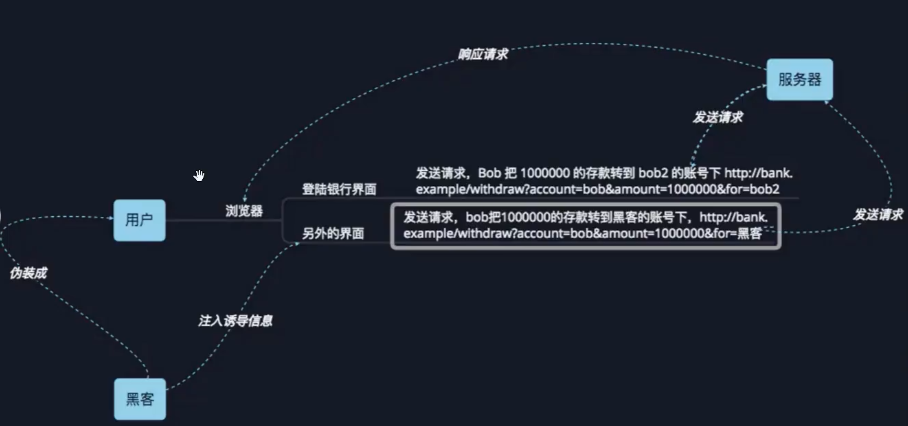 响应请求
服务器
发送请求
发送请求，Bob 把 1000000 的存款转到 bob2 的账号下 http://bank.
example/withdraw?account=bob&amount=1000000&for=bob2
登陆银行界面
浏览器
用户
另外的界面
发送请求，bob把1000000的存款转到黑客的账号下，http://bank.
example/withdraw?account=bob&amount=1000000&for=黑客
发送请求
伪装成
注入诱导信息
黑客